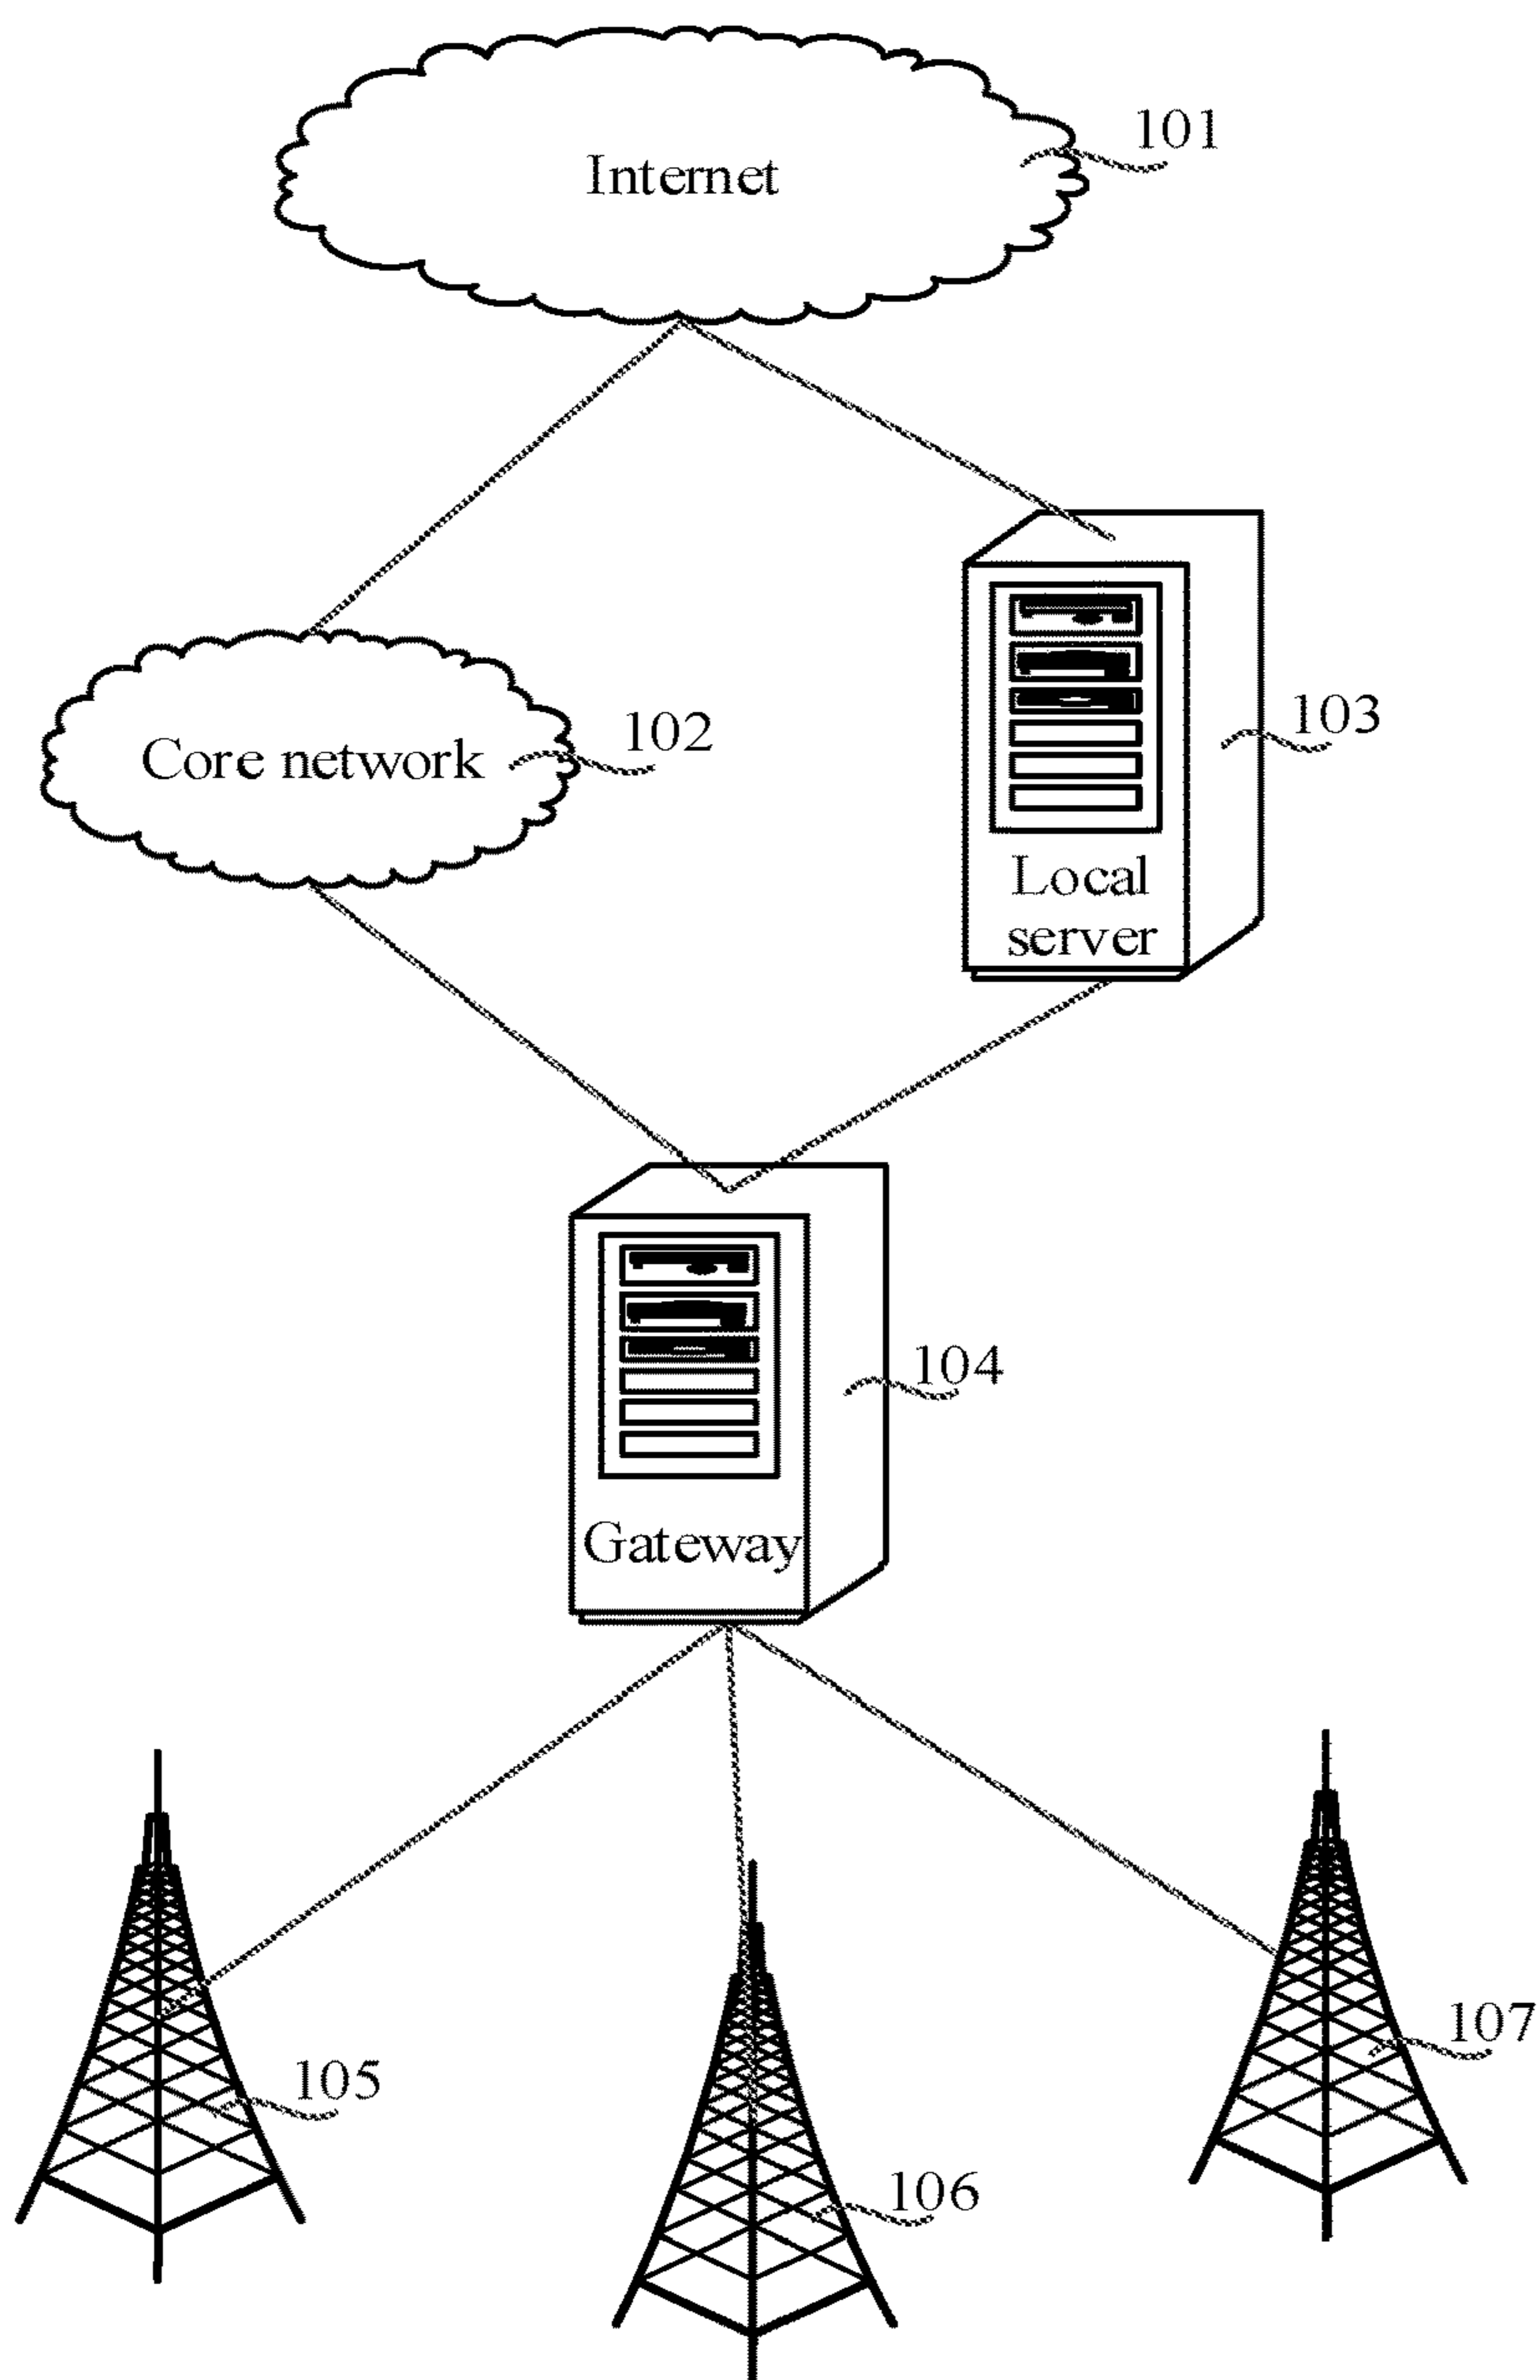 101
Internet
102
Core network
103
Local
server
104
Gateway
105
106
107